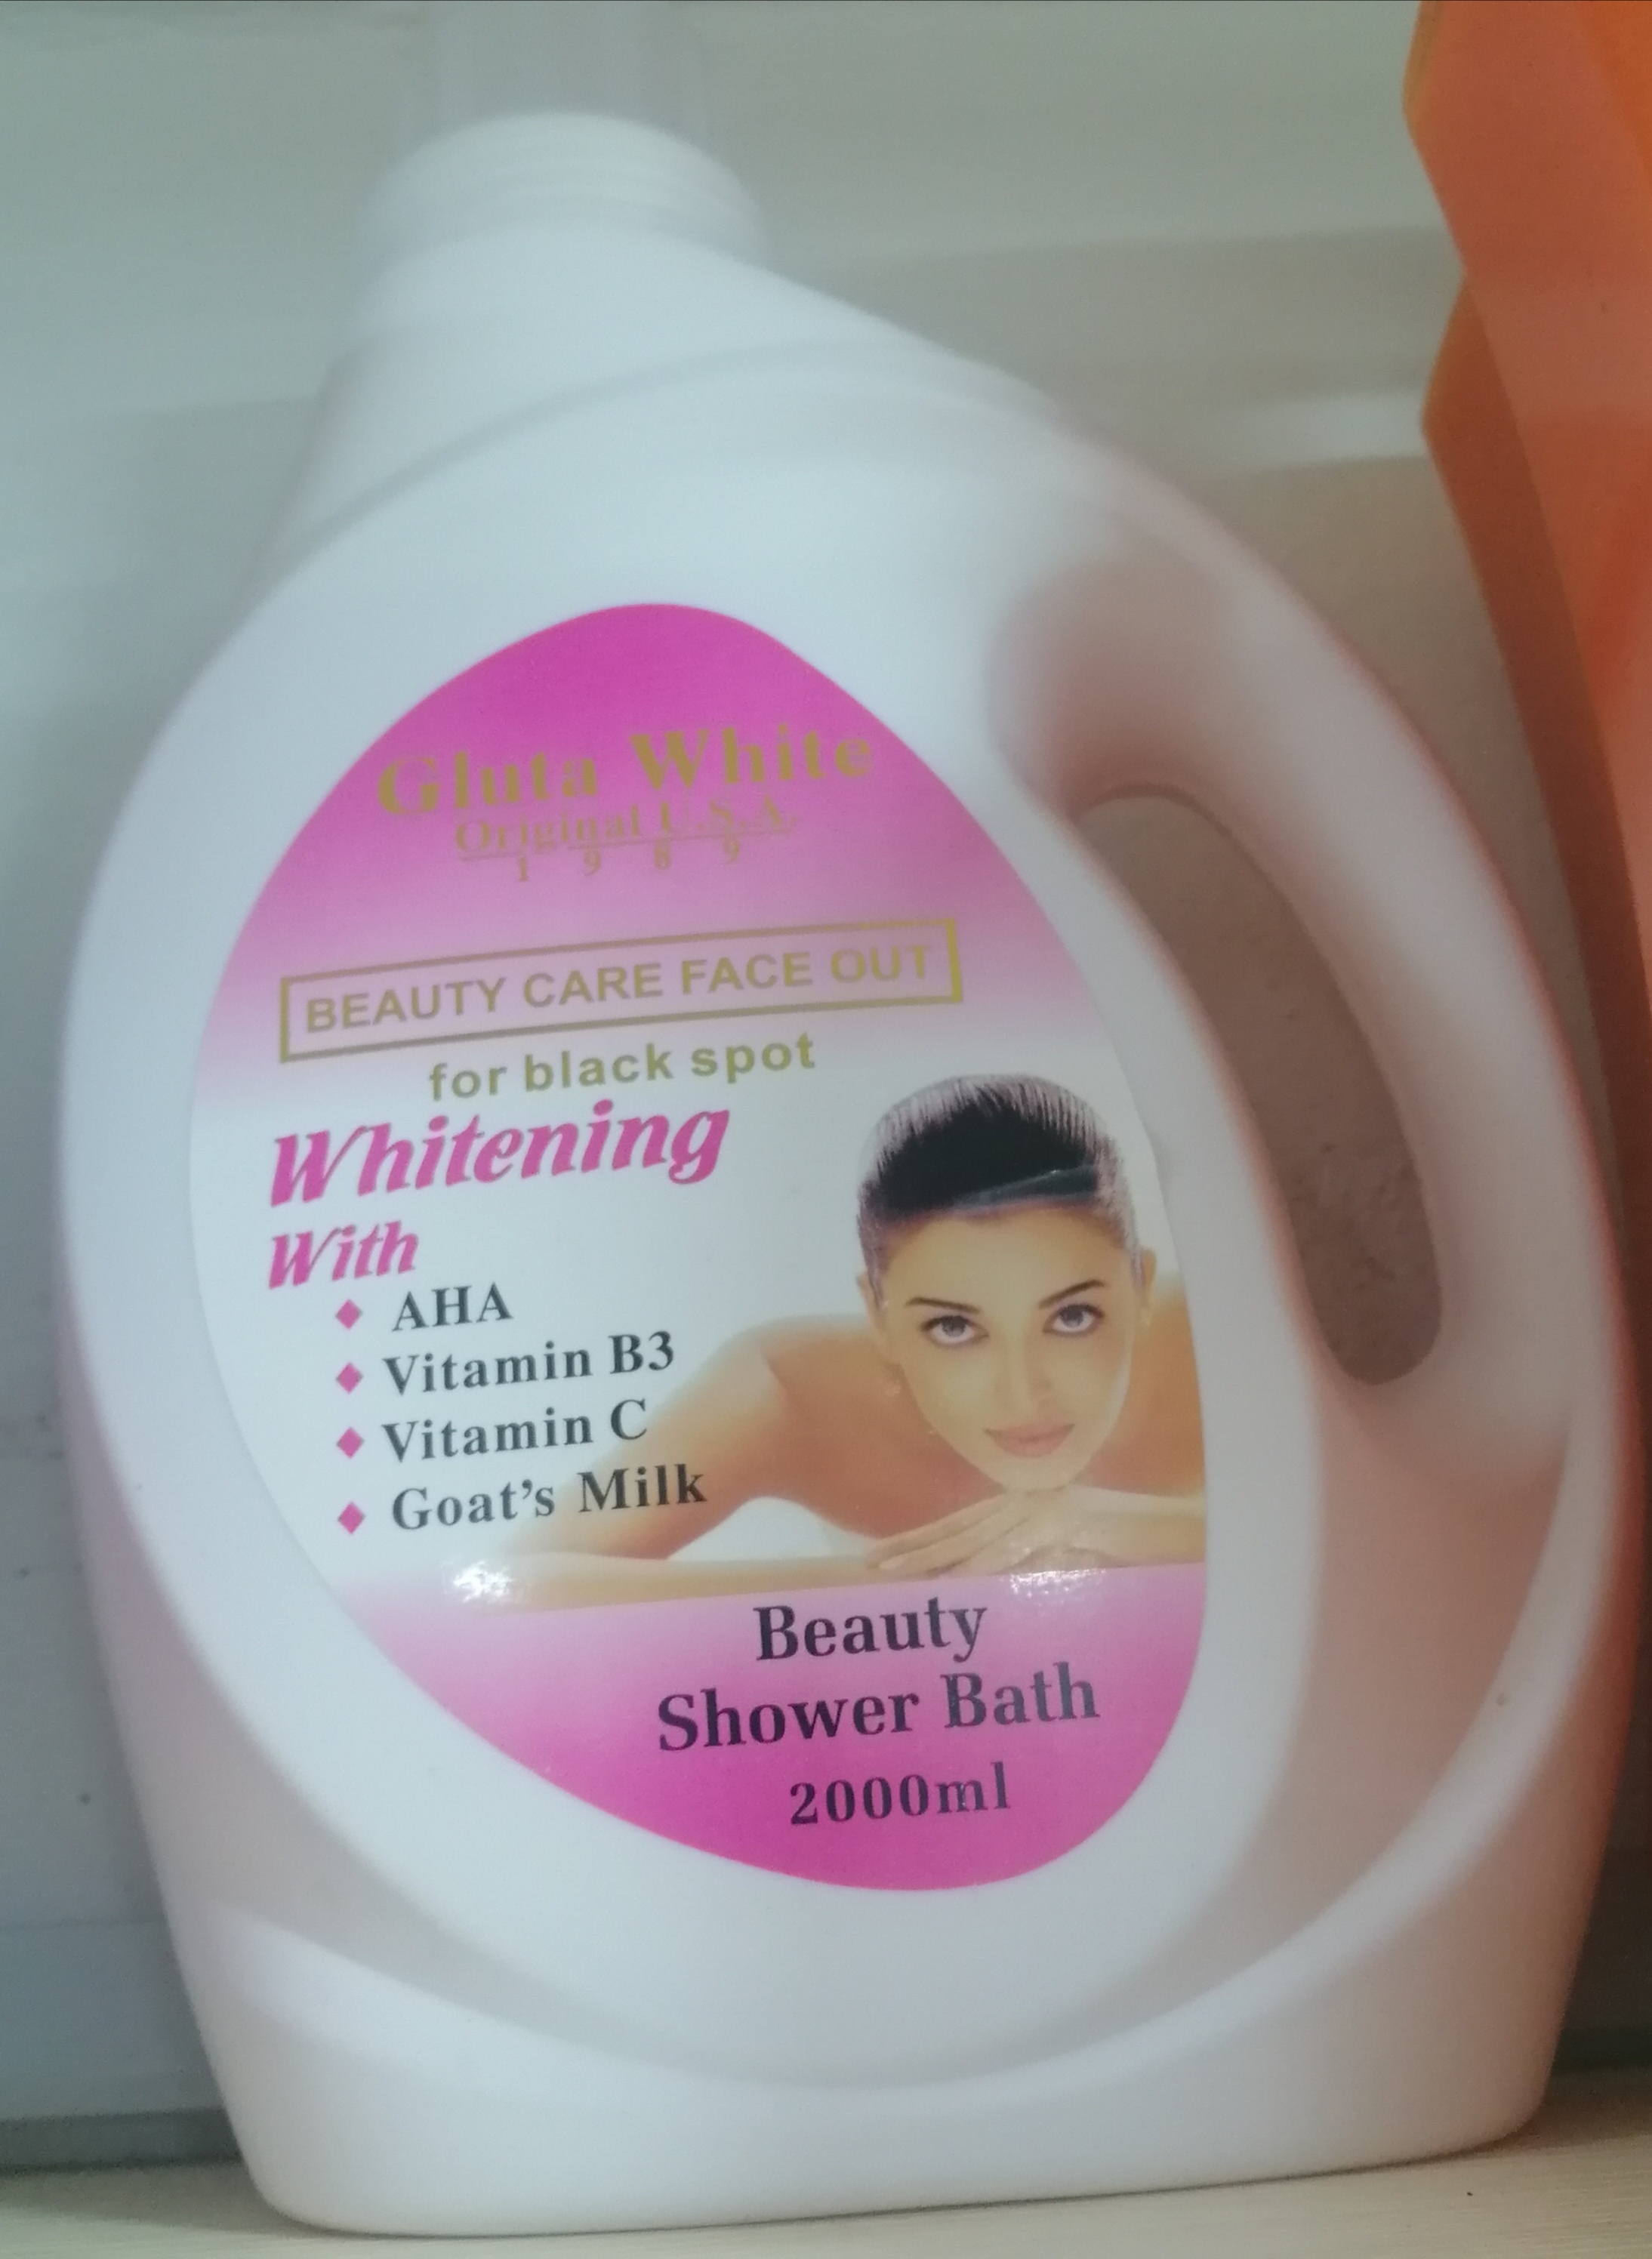 Gluta White
Original U.S.A.
1 9 8 9
BEAUTY CARE FACE OUT
for black spot
Whitening
With
◆ AHA
◆ Vitamin B3
◆ Vitamin C
◆ Goat's Milk
Beauty
Shower Bath
2000ml